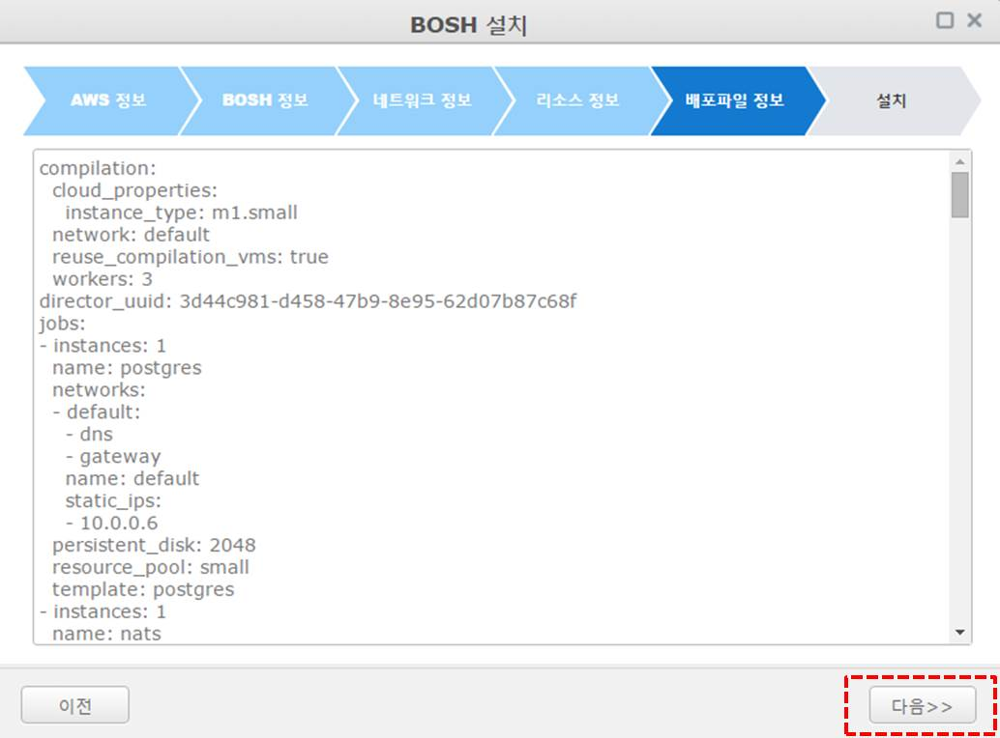 BOSH 설치
AWS 정보
BOSH 정보
네트워크 정보
리소스 정보
배포파일 정보
설치
compilation:
  cloud_properties:
    instance_type: m1.small
  network: default
  reuse_compilation_vms: true
  workers: 3
director_uuid: 3d44c981-d458-47b9-8e95-62d07b87c68f
jobs:
- instances: 1
  name: postgres
  networks:
  - default:
    - dns
    - gateway
    name: default
    static_ips:
    - 10.0.0.6
  persistent_disk: 2048
  resource_pool: small
  template: postgres
- instances: 1
  name: nats
이전
다음>>